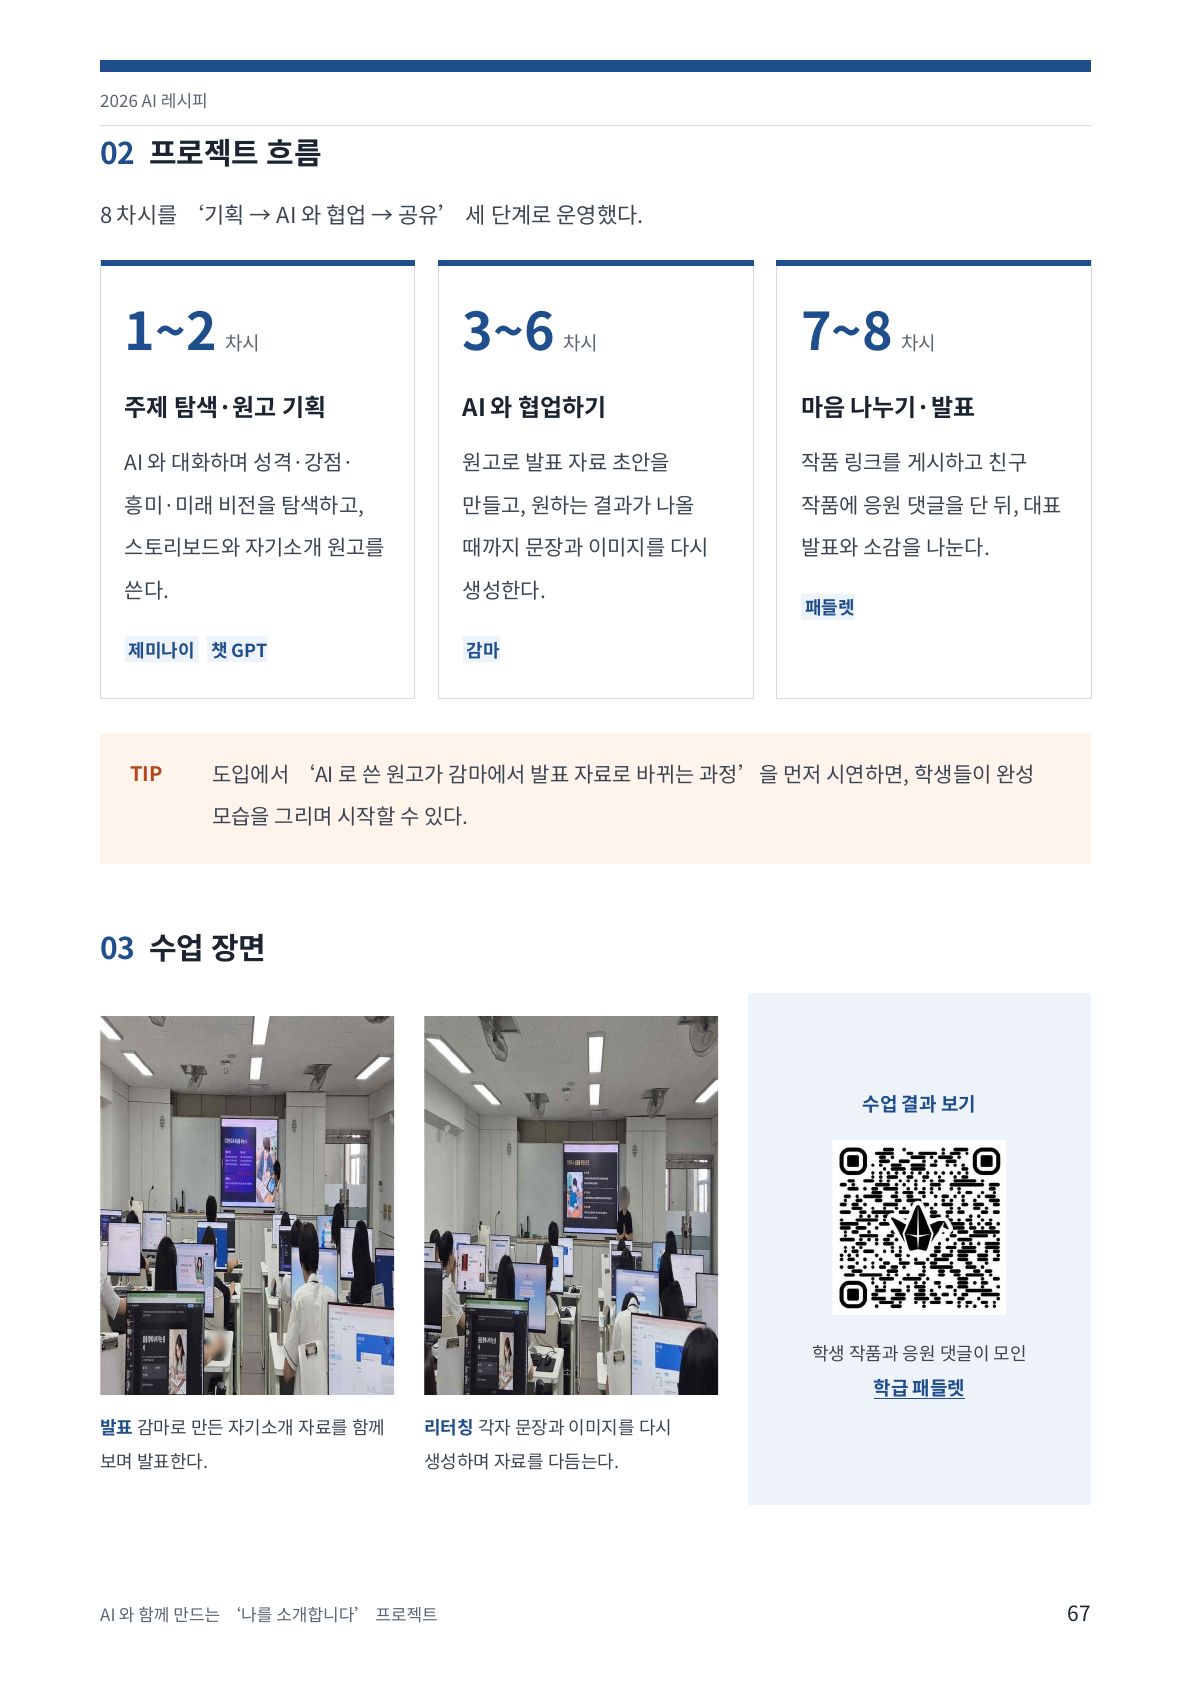 2026 AI 레시피
02 프로젝트 흐름
8 차시를 ‘기획 → AI 와 협업 → 공유’ 세 단계로 운영했다.
1~2 차시
주제 탐색·원고 기획
AI 와 대화하며 성격·강점·
흥미·미래 비전을 탐색하고,
스토리보드와 자기소개 원고를
쓴다.
제미나이 챗 GPT
3~6 차시
AI 와 협업하기
원고로 발표 자료 초안을
만들고, 원하는 결과가 나올
때까지 문장과 이미지를 다시
생성한다.
감마
7~8 차시
마음 나누기·발표
작품 링크를 게시하고 친구
작품에 응원 댓글을 단 뒤, 대표
발표와 소감을 나눈다.
패들렛
TIP 도입에서 ‘AI 로 쓴 원고가 감마에서 발표 자료로 바뀌는 과정’ 을 먼저 시연하면, 학생들이 완성
모습을 그리며 시작할 수 있다.
03 수업 장면
발표 감마로 만든 자기소개 자료를 함께
보며 발표한다.
리터칭 각자 문장과 이미지를 다시
생성하며 자료를 다듬는다.
수업 결과 보기
학생 작품과 응원 댓글이 모인
학급 패들렛
AI 와 함께 만드는 ‘나를 소개합니다’ 프로젝트
67